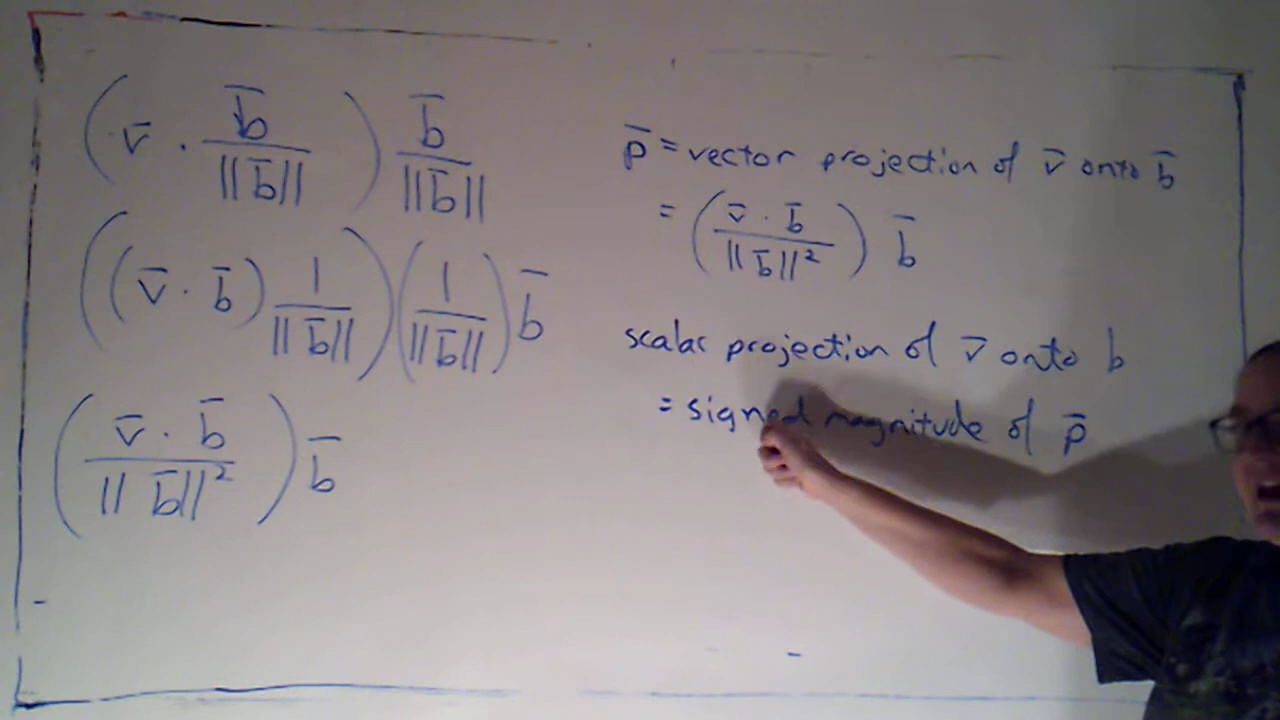 (v̄ · b̄/||b̄||) b̄/||b̄||
((v̄ · b̄) 1/||b̄||)(1/||b̄||) b̄
(v̄ · b̄/||b̄||²) b̄
p̄ = vector projection of v̄ onto b̄
= (v̄ · b̄/||b̄||²) b̄
scalar projection of v̄ onto b
= signed magnitude of p̄